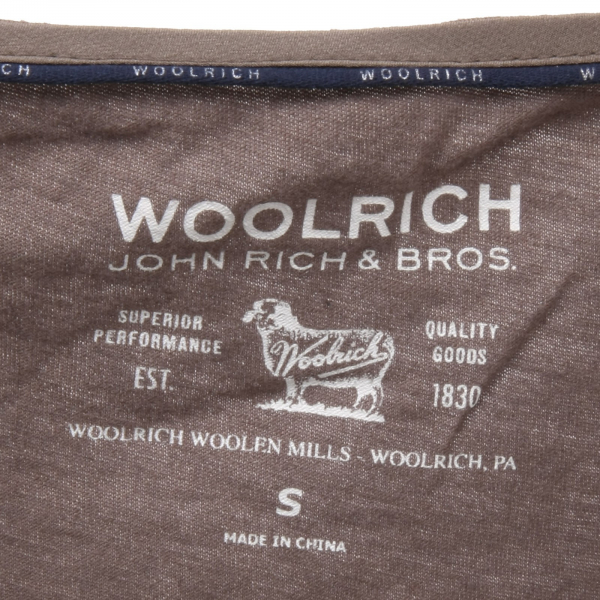 WOOLRICH WOOLRICH
WOOLRICH
JOHN RICH & BROS.
SUPERIOR
PERFORMANCE
EST.
Woolrich
QUALITY
GOODS
1830
WOOLRICH WOOLEN MILLS - WOOLRICH, PA
S
MADE IN CHINA